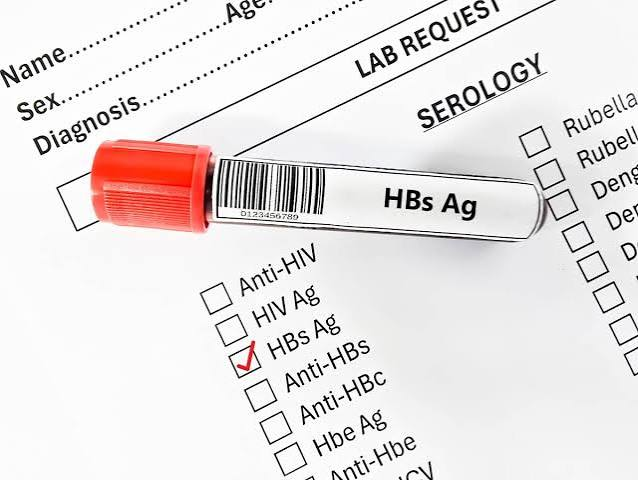 Name.................... Age.
Sex....................
Diagnosis....................
LAB REQUEST
SEROLOGY
D123456789
HBs Ag
Anti-HIV
HIV Ag
HBs Ag
Anti-HBs
Anti-HBc
Hbe Ag
Anti-Hbe
Rubella
Rubell
Deng
Den
D